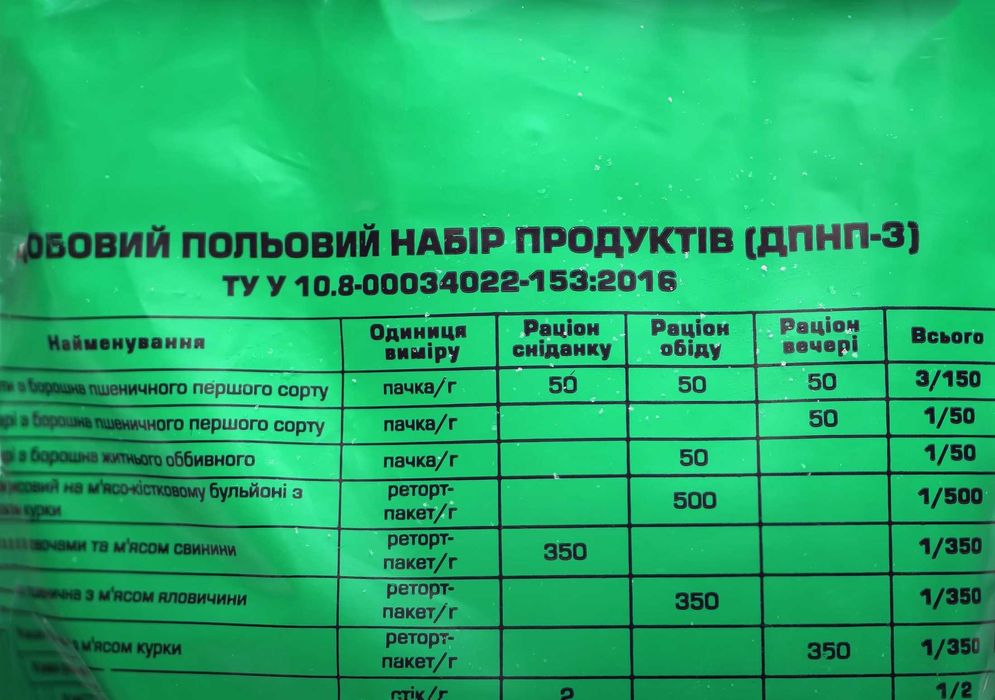 ДОБОВИЙ ПОЛЬОВИЙ НАБІР ПРОДУКТІВ (ДПНП-3)
ТУ У 10.8-00034022-153:2016
Найменування Одиниця виміру Раціон сніданку Раціон обіду Раціон вечері Всього
з борошна пшеничного першого сорту пачка/г 50 50 50 3/150
з борошна пшеничного першого сорту пачка/г 50 1/50
з борошна житнього оббивного пачка/г 50 1/50
на м'ясо-кістковому бульйоні з курки реторт-пакет/г 500 1/500
та м'ясом свинини реторт-пакет/г 350 1/350
з м'ясом яловичини реторт-пакет/г 350 1/350
м'ясом курки реторт-пакет/г 350 1/350
стік/г 2 1/2